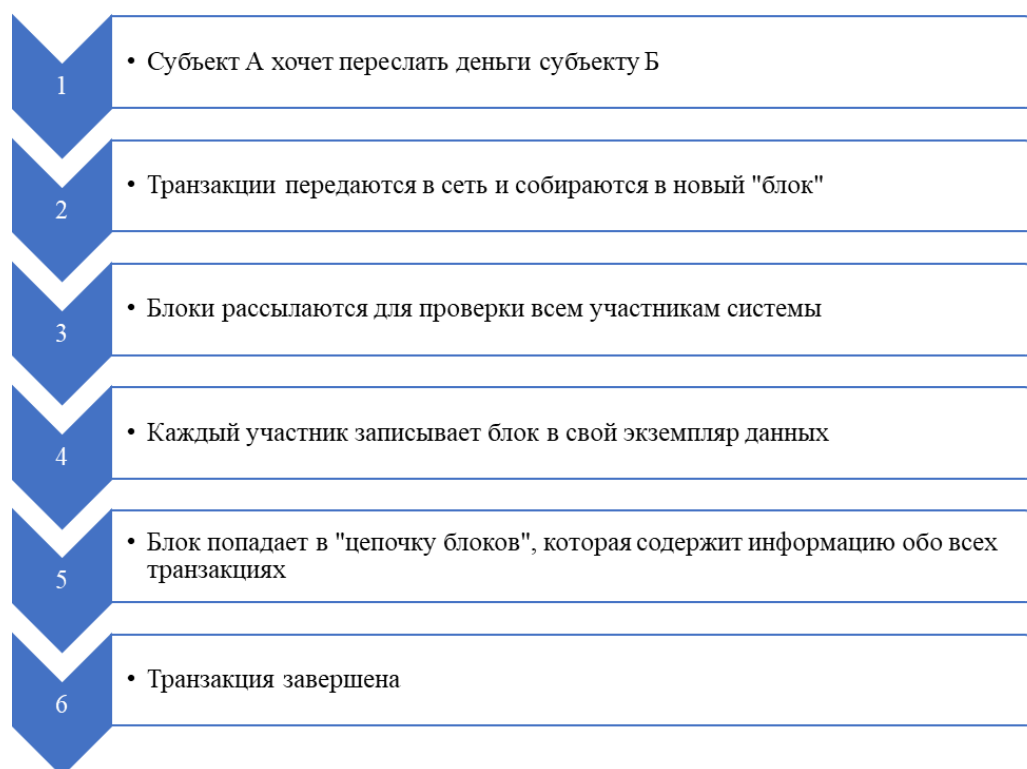 1
• Субъект А хочет переслать деньги субъекту Б
2
• Транзакции передаются в сеть и собираются в новый "блок"
3
• Блоки рассылаются для проверки всем участникам системы
4
• Каждый участник записывает блок в свой экземпляр данных
5
• Блок попадает в "цепочку блоков", которая содержит информацию обо всех
транзакциях
6
• Транзакция завершена